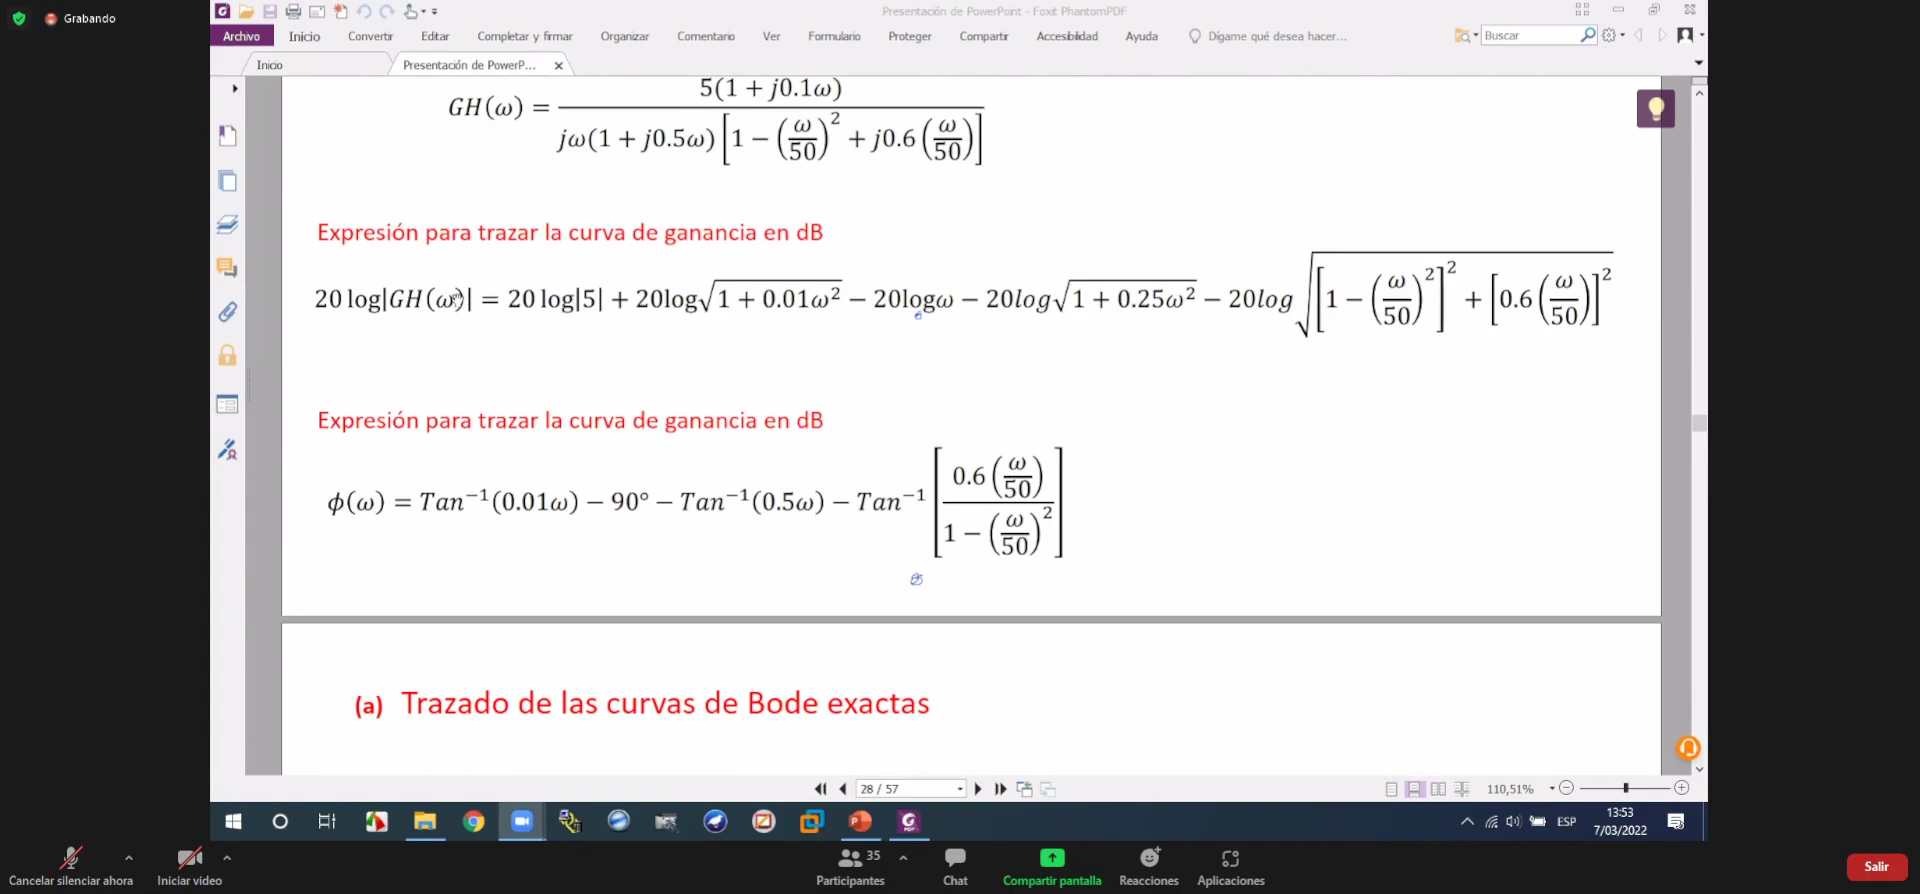 Grabando
Presentación de PowerPoint - Foxit PhantomPDF
Archivo Inicio Convertir Editar Completar y firmar Organizar Comentario Ver Formulario Proteger Compartir Accesibilidad Ayuda Dígame qué desea hacer... Buscar
Inicio Presentación de PowerP... ×
GH(ω) = 5(1 + j0.1ω) / jω(1 + j0.5ω) [1 − (ω/50)² + j0.6 (ω/50)]
Expresión para trazar la curva de ganancia en dB
20 log|GH(ω)| = 20 log|5| + 20log√(1 + 0.01ω²) − 20logω − 20log√(1 + 0.25ω²) − 20log√([1 − (ω/50)²]² + [0.6 (ω/50)]²)
Expresión para trazar la curva de ganancia en dB
ϕ(ω) = Tan⁻¹(0.01ω) − 90° − Tan⁻¹(0.5ω) − Tan⁻¹ [0.6 (ω/50) / 1 − (ω/50)²]
(a) Trazado de las curvas de Bode exactas
28 / 57 110,51%
ESP
13:53
7/03/2022
Cancelar silenciar ahora Iniciar video Participantes 35 Chat Compartir pantalla Reacciones Aplicaciones Salir